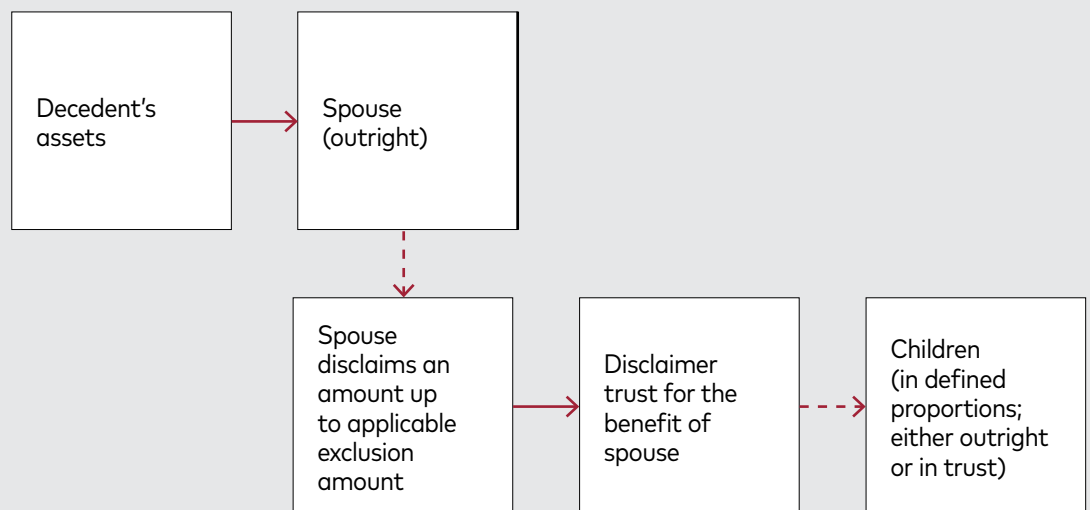 Decedent's
assets
Spouse
(outright)
Spouse
disclaims an
amount up
to applicable
exclusion
amount
Disclaimer
trust for the
benefit of
spouse
Children
(in defined
proportions;
either outright
or in trust)